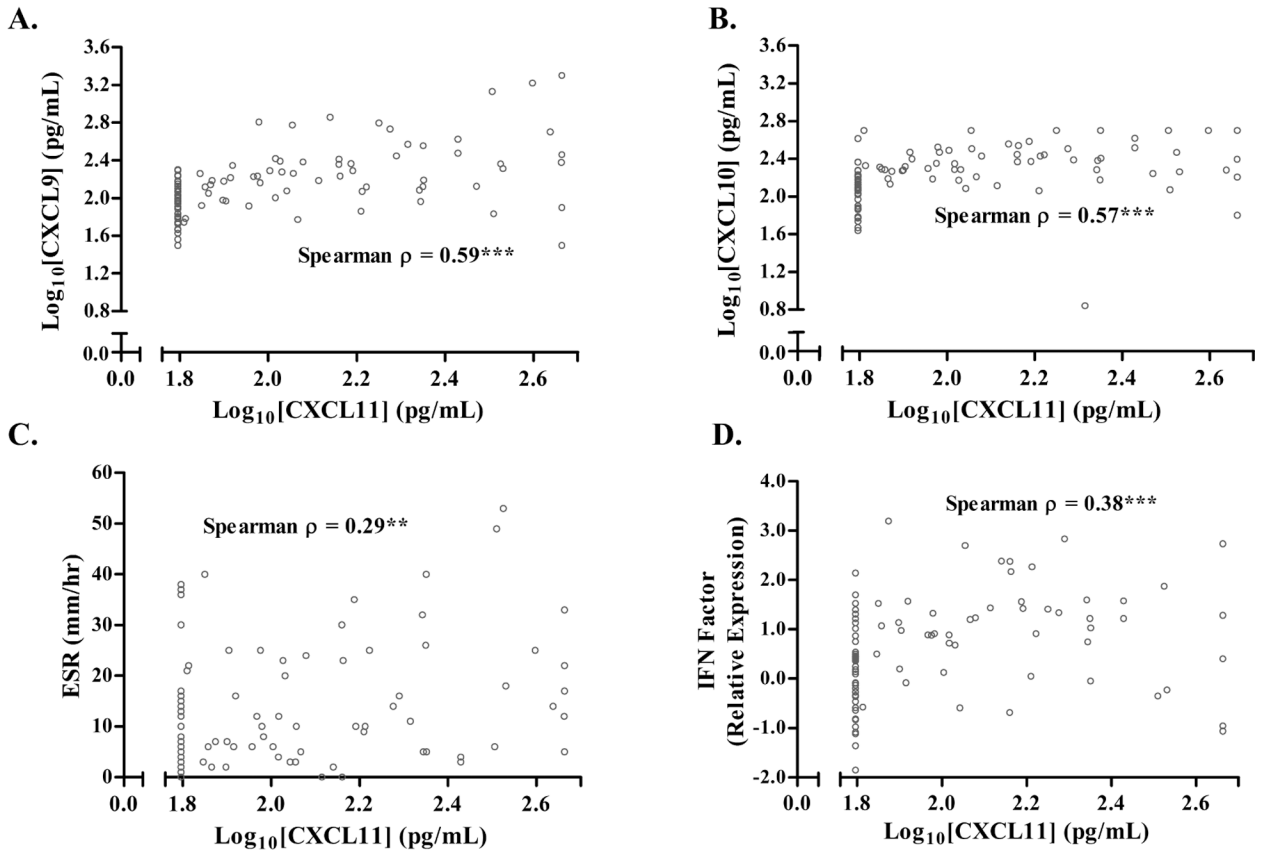 A.
Log10[CXCL9] (pg/mL)
3.6
3.2
2.8
2.4
2.0
1.6
1.2
0.8
0.0
Spearman ρ = 0.59***
0.0 1.8 2.0 2.2 2.4 2.6
Log10[CXCL11] (pg/mL)
B.
Log10[CXCL10] (pg/mL)
3.6
3.2
2.8
2.4
2.0
1.6
1.2
0.8
0.0
Spearman ρ = 0.57***
0.0 1.8 2.0 2.2 2.4 2.6
Log10[CXCL11] (pg/mL)
C.
ESR (mm/hr)
60
50
40
30
20
10
0
Spearman ρ = 0.29**
0.0 1.8 2.0 2.2 2.4 2.6
Log10[CXCL11] (pg/mL)
D.
IFN Factor
(Relative Expression)
4.0
3.0
2.0
1.0
0.0
-1.0
-2.0
Spearman ρ = 0.38***
0.0 1.8 2.0 2.2 2.4 2.6
Log10[CXCL11] (pg/mL)